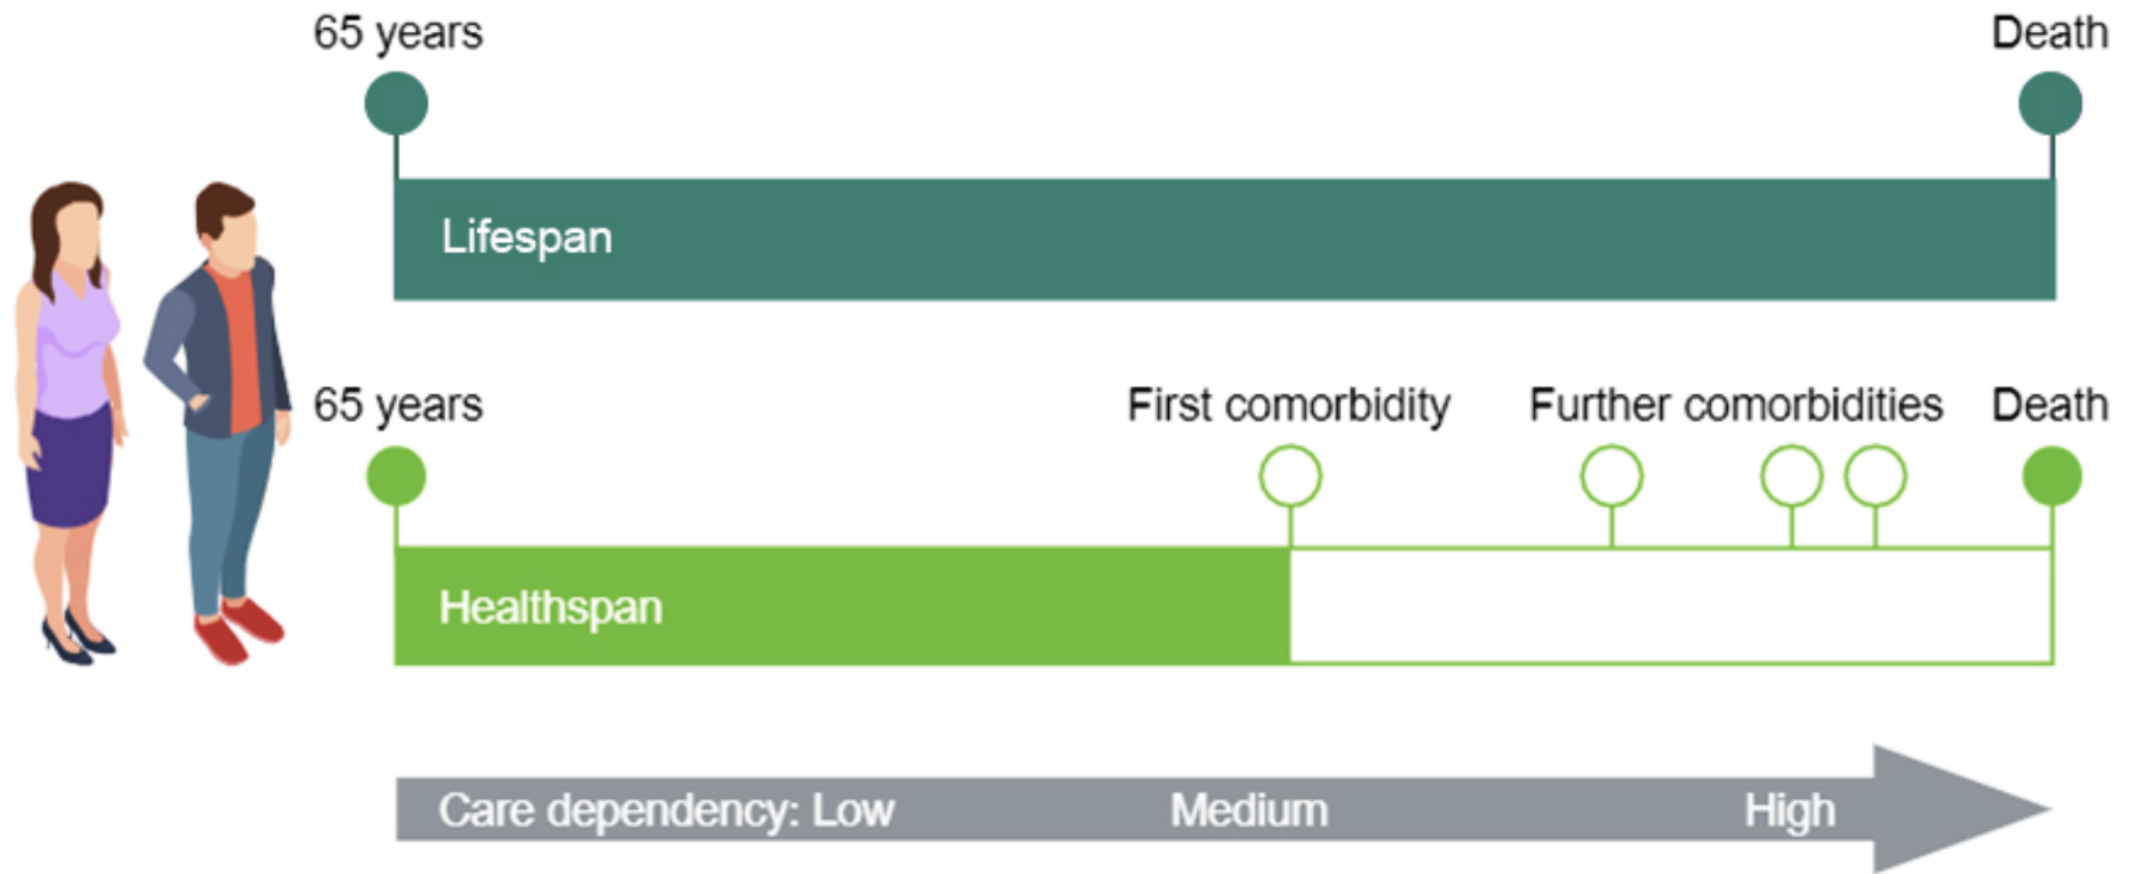 65 years
Death
Lifespan
65 years
First comorbidity
Further comorbidities
Death
Healthspan
Care dependency: Low
Medium
High